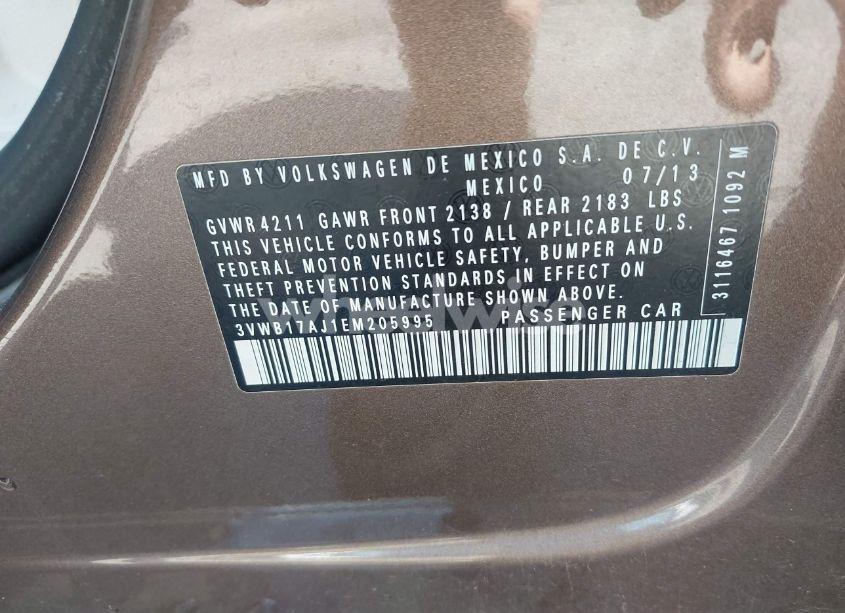 MFD BY VOLKSWAGEN DE MEXICO S.A. DE C.V.
MEXICO 07/13
GVWR 4211 GAWR FRONT 2138 / REAR 2183 LBS
THIS VEHICLE CONFORMS TO ALL APPLICABLE U.S.
FEDERAL MOTOR VEHICLE SAFETY, BUMPER AND
THEFT PREVENTION STANDARDS IN EFFECT ON
THE DATE OF MANUFACTURE SHOWN ABOVE.
3VWB17AJ1EM205995 PASSENGER CAR
3116467 1092 M